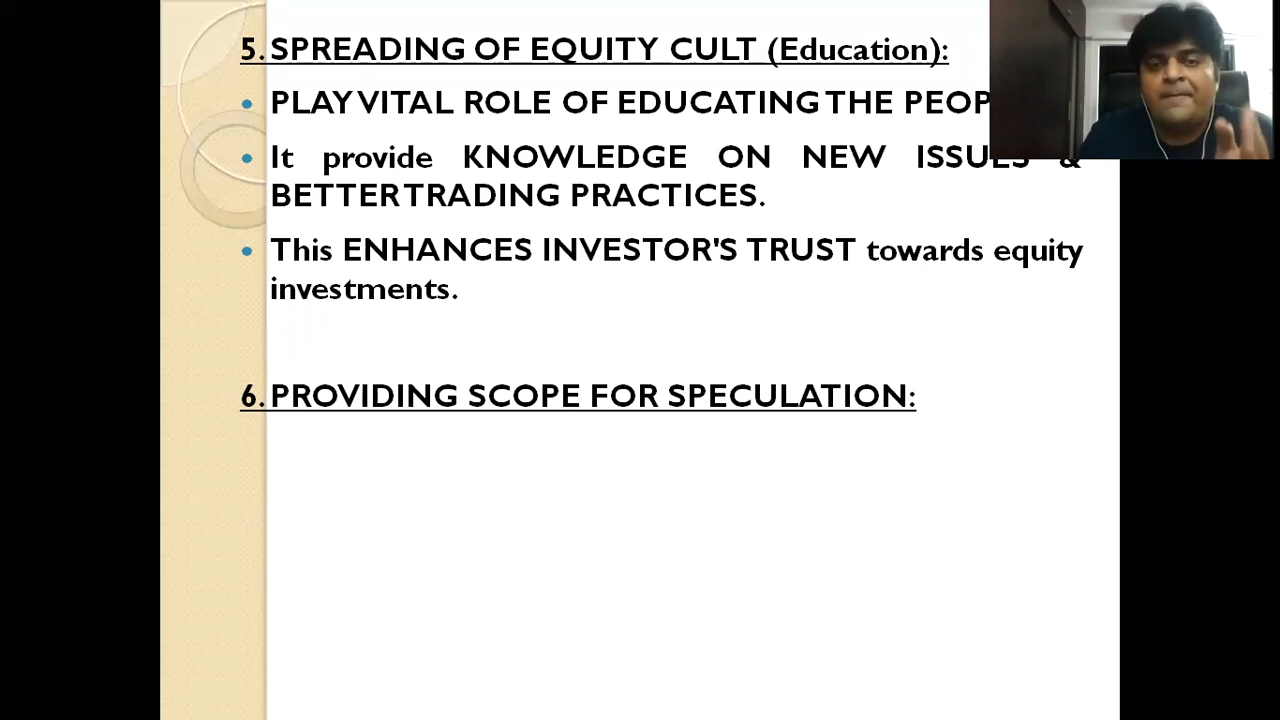 5. SPREADING OF EQUITY CULT (Education):
• PLAY VITAL ROLE OF EDUCATING THE
• It provide KNOWLEDGE ON NEW ISSUES &
BETTER TRADING PRACTICES.
• This ENHANCES INVESTOR'S TRUST towards equity
investments.
6. PROVIDING SCOPE FOR SPECULATION: